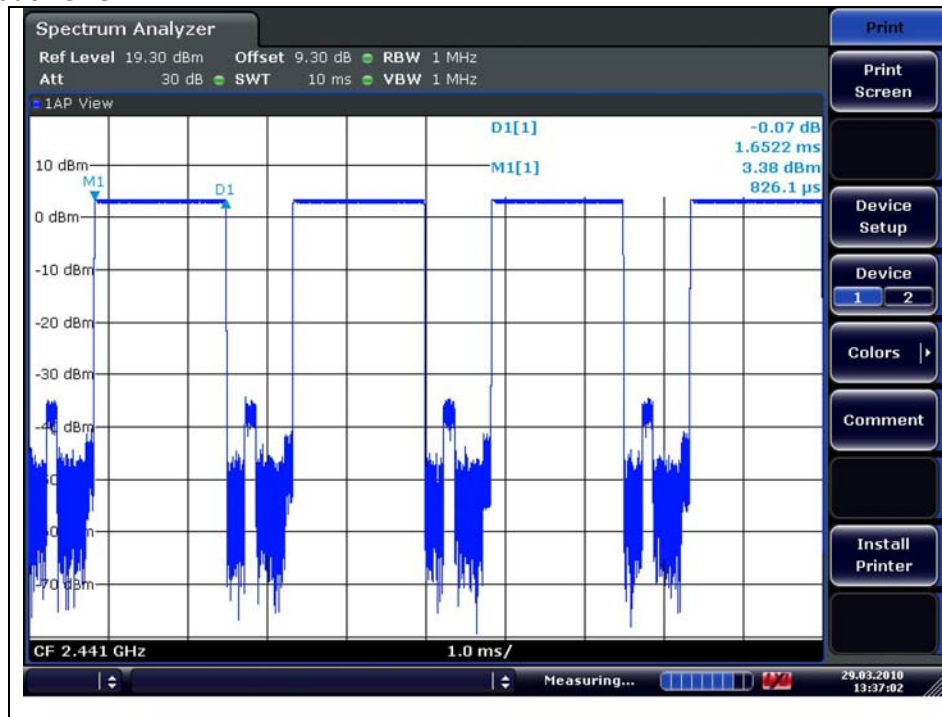 Spectrum Analyzer
Ref Level 19.30 dBm Offset 9.30 dB RBW 1 MHz
Att 30 dB SWT 10 ms VBW 1 MHz
1AP View
D1[1] -0.07 dB
1.6522 ms
M1[1] 3.38 dBm
826.1 µs
10 dBm
M1
D1
0 dBm
-10 dBm
-20 dBm
-30 dBm
dBm
-70 dBm
CF 2.441 GHz 1.0 ms/
Measuring...
29.03.2010
13:37:02
Print
Print
Screen
Device
Setup
Device
1 2
Colors
Comment
Install
Printer